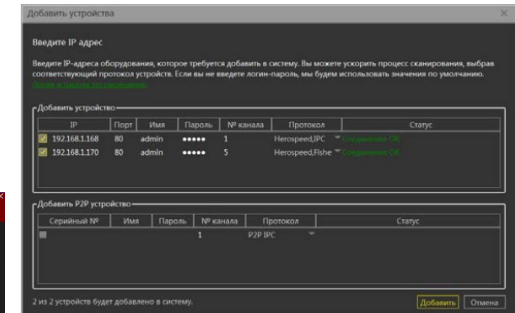 Добавить устройства
Введите IP адрес
Введите IP-адреса оборудования, которое требуется добавить в систему. Вы можете ускорить процесс сканирования, выбрав
соответствующий протокол устройств. Если вы не введете логин-пароль, мы будем использовать значения по умолчанию.
Добавить устройство
IP Порт Имя Пароль № канала Протокол Статус
192.168.1.168 80 admin ●●●●● 1 Herospeed,IPC Соединение ОК
192.168.1.170 80 admin ●●●●● 5 Herospeed,Fishe Соединение ОК
Добавить P2P устройство
Серийный № Имя Пароль № канала Протокол Статус
1 P2P IPC
2 из 2 устройств будет добавлено в систему.
Добавить Отмена